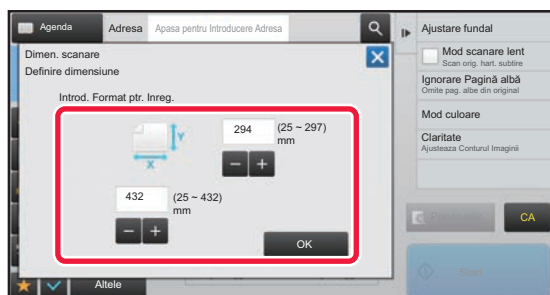 Agenda
Adresa
Apasa pentru Introducere Adresa
Dimen. scanare
Definire dimensiune
Introd. Format ptr. Inreg.
Y
X
294
(25 ~ 297)
mm
432
(25 ~ 432)
mm
OK
Altele
Ajustare fundal
Mod scanare lent
Scan orig. hart. subtire
Ignorare Pagină albă
Omite pag. albe din original
Mod culoare
Claritate
Ajusteaza Conturul Imaginii
CA
Start